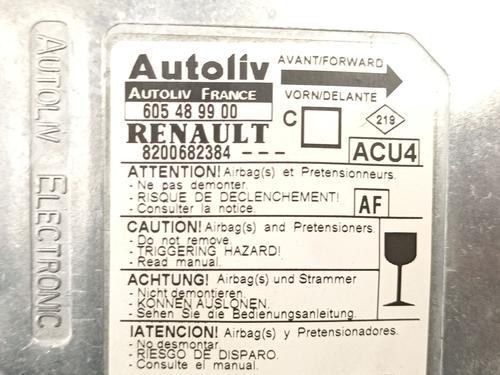 AUTOLIV ELECTRONIC
Autoliv
AVANT/FORWARD
AUTOLIV FRANCE
VORN/DELANTE
605 48 99 00
C
219
RENAULT
8200682384 ---
ACU4
ATTENTION! Airbag(s) et Pretensionneurs.
- Ne pas demonter.
- RISQUE DE DECLENCHEMENT!
- Consulter la notice.
AF
CAUTION! Airbag(s) and Pretensioners.
- Do not remove.
- TRIGGERING HAZARD!
- Read manual.
ACHTUNG! Airbag(s) und Strammer
- Nicht demontieren.
- KONNEN AUSLONEN.
- Sehen Sie die Bedienungsanleitung.
IATENCION! Airbag(s) y Pretensionadores.
- No desmontar.
- RIESGO DE DISPARO.
- Consulte el manual.